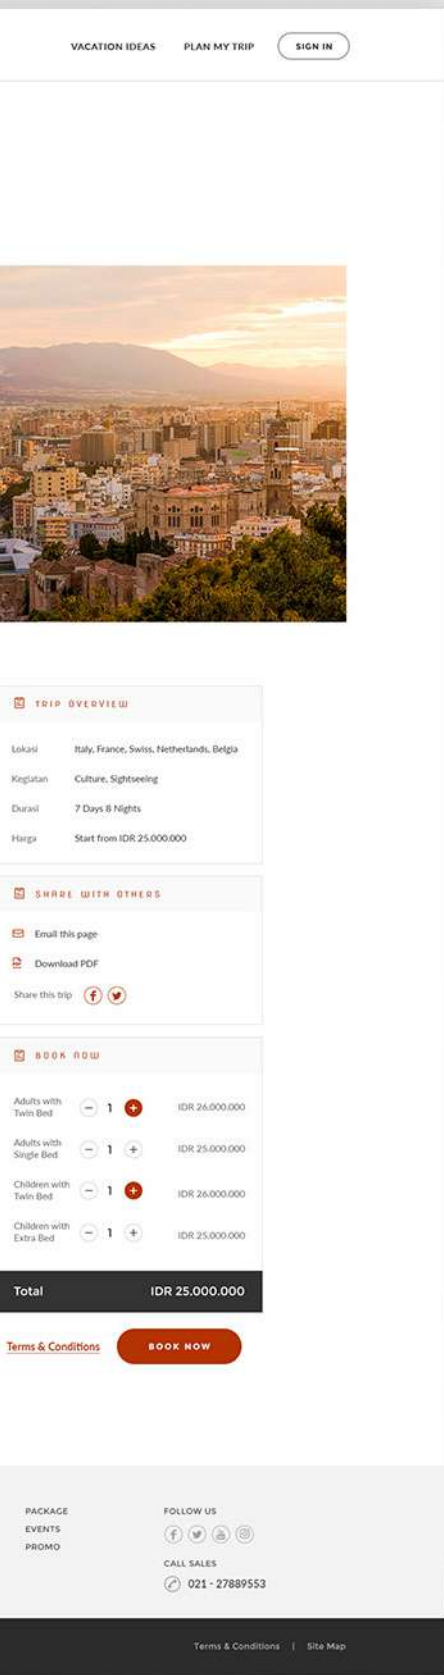 VACATION IDEAS PLAN MY TRIP SIGN IN
TRIP OVERVIEW
Lokasi Italy, France, Swiss, Netherlands, Belgia
Kegiatan Culture, Sightseeing
Durasi 7 Days 8 Nights
Harga Start from IDR 25.000.000
SHARE WITH OTHERS
Email this page
Download PDF
Share this trip
BOOK NOW
Adults with
Twin Bed
1
IDR 26.000.000
Adults with
Single Bed
1
IDR 25.000.000
Children with
Twin Bed
1
IDR 26.000.000
Children with
Extra Bed
1
IDR 25.000.000
Total IDR 25.000.000
Terms & Conditions BOOK NOW
PACKAGE
EVENTS
PROMO
FOLLOW US
CALL SALES
021 - 27889553
Terms & Conditions | Site Map